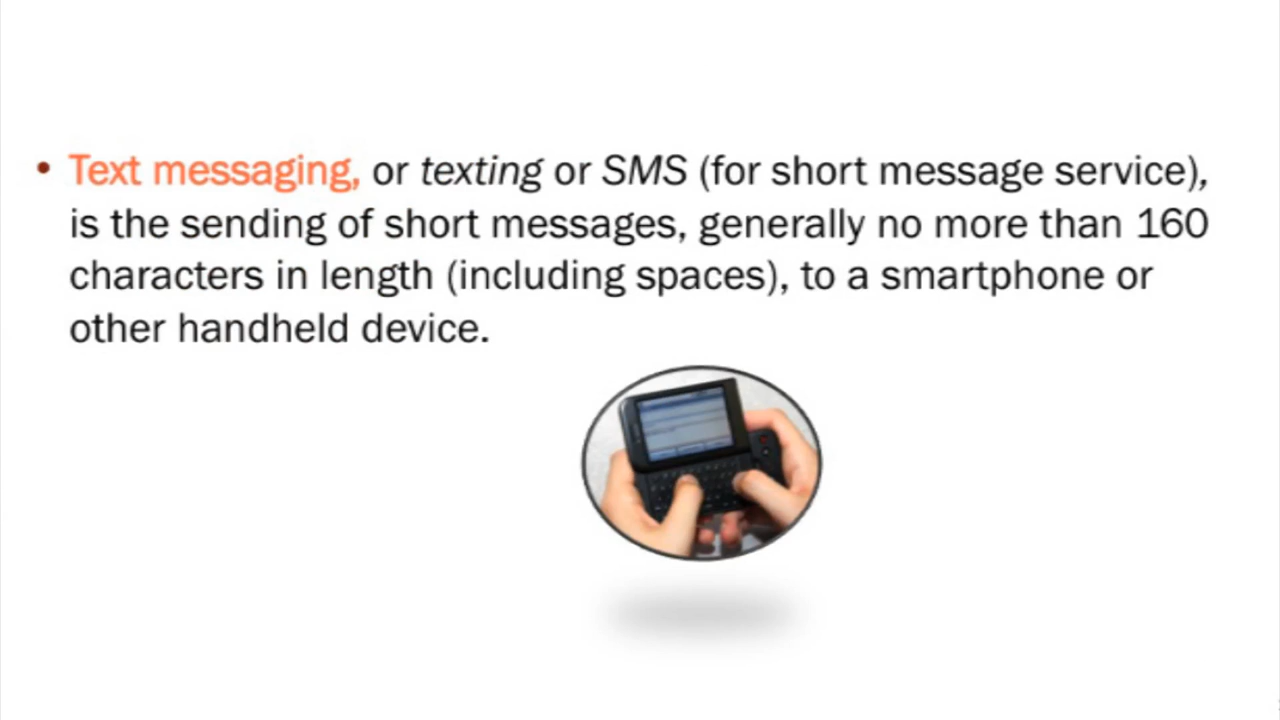 • Text messaging, or texting or SMS (for short message service),
is the sending of short messages, generally no more than 160
characters in length (including spaces), to a smartphone or
other handheld device.